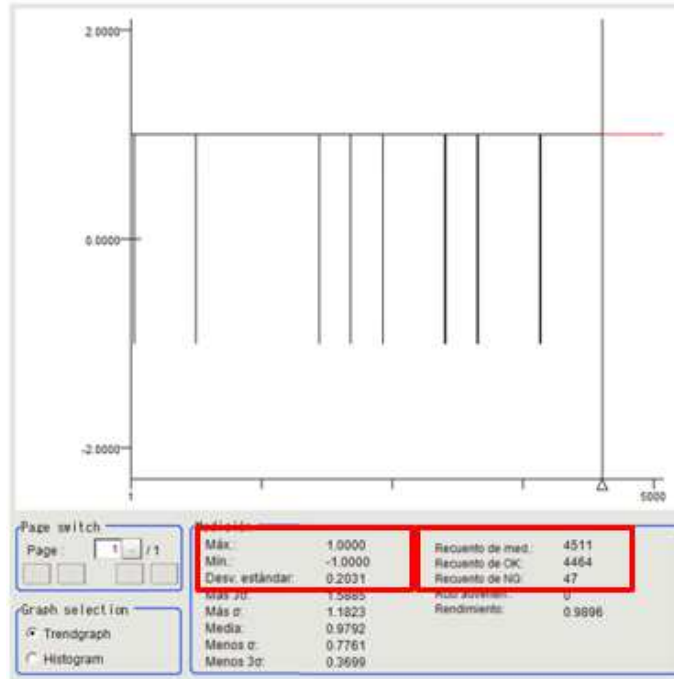 2.0000
0.0000
-2.0000
1 5000
Page switch
Page : 1 / 1
Graph selection
Trendgraph
Histogram
Medición
Máx.: 1.0000
Mín.: -1.0000
Desv. estándar: 0.2031
Más 3σ: 1.5885
Más σ: 1.1823
Media: 0.9792
Menos σ: 0.7761
Menos 3σ: 0.3699
Recuento de med.: 4511
Recuento de OK: 4464
Recuento de NG: 47
0
Rendimiento: 0.9896